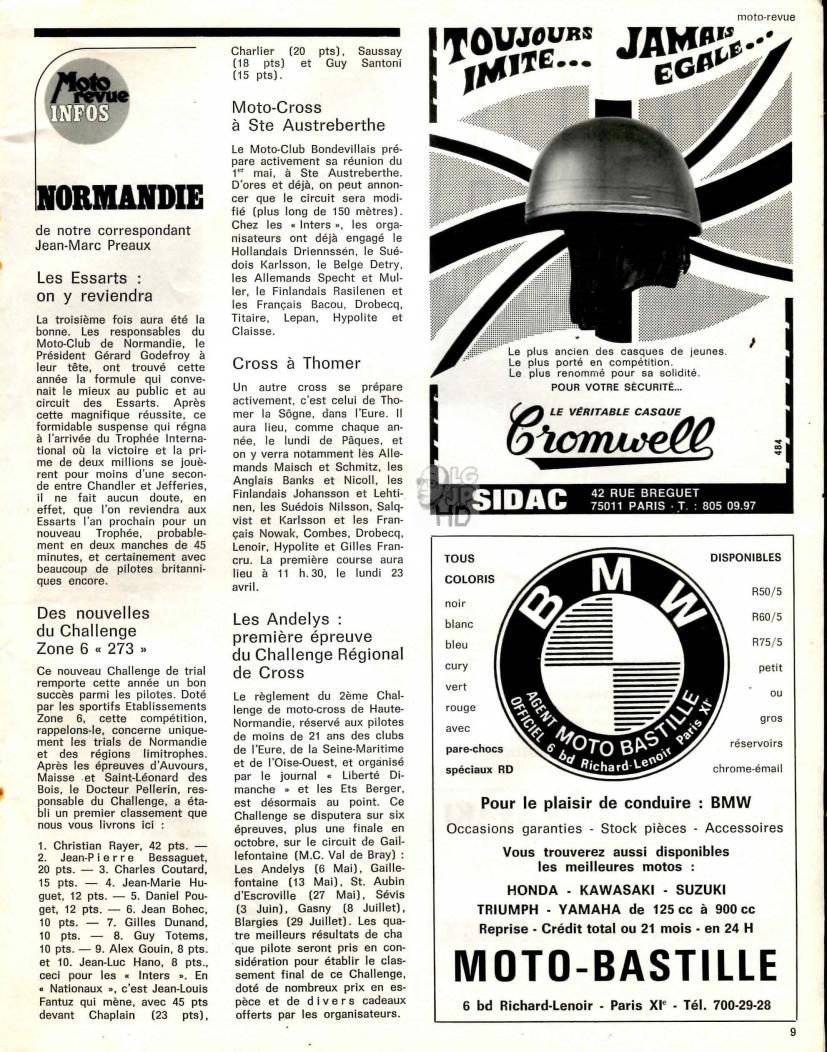 moto-revue
Moto
revue
INFOS
NORMANDIE
de notre correspondant
Jean-Marc Preaux
Les Essarts :
on y reviendra
La troisième fois aura été la
bonne. Les responsables du
Moto-Club de Normandie, le
Président Gérard Godefroy à
leur tête, ont trouvé cette
année la formule qui conve-
nait le mieux au public et au
circuit des Essarts. Après
cette magnifique réussite, ce
formidable suspense qui régna
à l'arrivée du Trophée Interna-
tional où la victoire et la pri-
me de deux millions se jouè-
rent pour moins d'une secon-
de entre Chandler et Jefferies,
il ne fait aucun doute, en
effet, que l'on reviendra aux
Essarts l'an prochain pour un
nouveau Trophée, probable-
ment en deux manches de 45
minutes, et certainement avec
beaucoup de pilotes britanni-
ques encore.
Des nouvelles
du Challenge
Zone 6 « 273 »
Ce nouveau Challenge de trial
remporte cette année un bon
succès parmi les pilotes. Doté
par les sportifs Etablissements
Zone 6, cette compétition,
rappelons-le, concerne unique-
ment les trials de Normandie
et des régions limitrophes.
Après les épreuves d'Auvours,
Maisse et Saint-Léonard des
Bois, le Docteur Pellerin, res-
ponsable du Challenge, a éta-
bli un premier classement que
nous vous livrons ici :
1. Christian Rayer, 42 pts. —
2. Jean-Pierre Bessaguet,
20 pts. — 3. Charles Coutard,
15 pts. — 4. Jean-Marie Hu-
guet, 12 pts. — 5. Daniel Pou-
get, 12 pts. — 6. Jean Bohec,
10 pts. — 7. Gilles Dunand,
10 pts. — 8. Guy Totems,
10 pts. — 9. Alex Gouin, 8 pts.
et 10. Jean-Luc Hano, 8 pts.,
ceci pour les « Inters ». En
« Nationaux », c'est Jean-Louis
Fantuz qui mène, avec 45 pts
devant Chaplain (23 pts),
Charlier (20 pts), Saussay
(18 pts) et Guy Santoni
(15 pts).
Moto-Cross
à Ste Austreberthe
Le Moto-Club Bondevillais pré-
pare activement sa réunion du
1er mai, à Ste Austreberthe.
D'ores et déjà, on peut annon-
cer que le circuit sera modi-
fié (plus long de 150 mètres).
Chez les « Inters », les orga-
nisateurs ont déjà engagé le
Hollandais Driennssen, le Sué-
dois Karlsson, le Belge Detry,
les Allemands Specht et Mul-
ler, le Finlandais Rasilenen et
les Français Bacou, Drobecq,
Titaire, Lepan, Hypolite et
Claisse.
Cross à Thomer
Un autre cross se prépare
activement, c'est celui de Tho-
mer la Sôgne, dans l'Eure. Il
aura lieu, comme chaque an-
née, le lundi de Pâques, et
on y verra notamment les Alle-
mands Maisch et Schmitz, les
Anglais Banks et Nicoll, les
Finlandais Johansson et Lehti-
nen, les Suédois Nilsson, Salq-
vist et Karlsson et les Fran-
çais Nowak, Combes, Drobecq,
Lenoir, Hypolite et Gilles Fran-
cru. La première course aura
lieu à 11 h. 30, le lundi 23
avril.
Les Andelys :
première épreuve
du Challenge Régional
de Cross
Le règlement du 2ème Chal-
lenge de moto-cross de Haute-
Normandie, réservé aux pilotes
de moins de 21 ans des clubs
de l'Eure, de la Seine-Maritime
et de l'Oise-Ouest, et organisé
par le journal « Liberté Di-
manche » et les Ets Berger,
est désormais au point. Ce
Challenge se disputera sur six
épreuves, plus une finale en
octobre, sur le circuit de Gail-
lefontaine (M.C. Val de Bray) :
Les Andelys (6 Mai), Gaille-
fontaine (13 Mai), St. Aubin
d'Escroville (27 Mai), Sévis
(3 Juin), Gasny (8 Juillet),
Blargies (29 Juillet). Les qua-
tre meilleurs résultats de cha
que pilote seront pris en con-
sidération pour établir le clas-
sement final de ce Challenge,
doté de nombreux prix en es-
pèce et de divers cadeaux
offerts par les organisateurs.
TOUJOURS
IMITE...
JAMAIS
EGALE...
Le plus ancien des casques de jeunes.
Le plus porté en compétition.
Le plus renommé pour sa solidité.
POUR VOTRE SÉCURITÉ...
LE VÉRITABLE CASQUE
Cromwell
484
SIDAC
42 RUE BREGUET
75011 PARIS - T. : 805 09.97
BIG
JP
HD
TOUS
COLORIS
noir
blanc
bleu
cury
vert
rouge
avec
pare-chocs
spéciaux RD
BMW
AGENT MOTO BASTILLE
OFFICIEL 6 bd Richard-Lenoir Paris XIe
DISPONIBLES
R50/5
R60/5
R75/5
petit
ou
gros
réservoirs
chrome-émail
Pour le plaisir de conduire : BMW
Occasions garanties - Stock pièces - Accessoires
Vous trouverez aussi disponibles
les meilleures motos :
HONDA - KAWASAKI - SUZUKI
TRIUMPH - YAMAHA de 125 cc à 900 cc
Reprise - Crédit total ou 21 mois - en 24 H
MOTO-BASTILLE
6 bd Richard-Lenoir - Paris XIe - Tél. 700-29-28
9